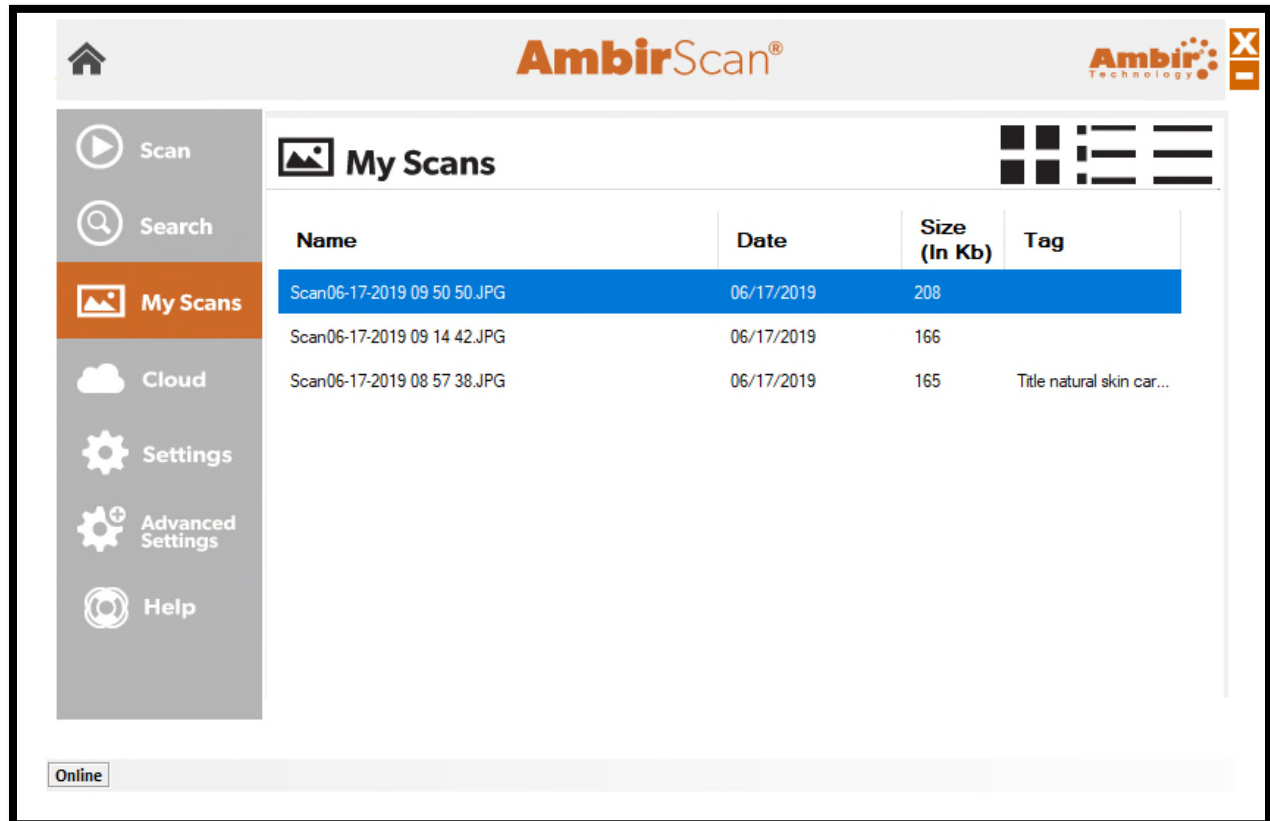 AmbirScan®
Ambir
Technology
X
Scan
Search
My Scans
Cloud
Settings
Advanced
Settings
Help
My Scans
Name Date Size (In Kb) Tag
Scan06-17-2019 09 50 50.JPG 06/17/2019 208
Scan06-17-2019 09 14 42.JPG 06/17/2019 166
Scan06-17-2019 08 57 38.JPG 06/17/2019 165 Title natural skin car...
Online